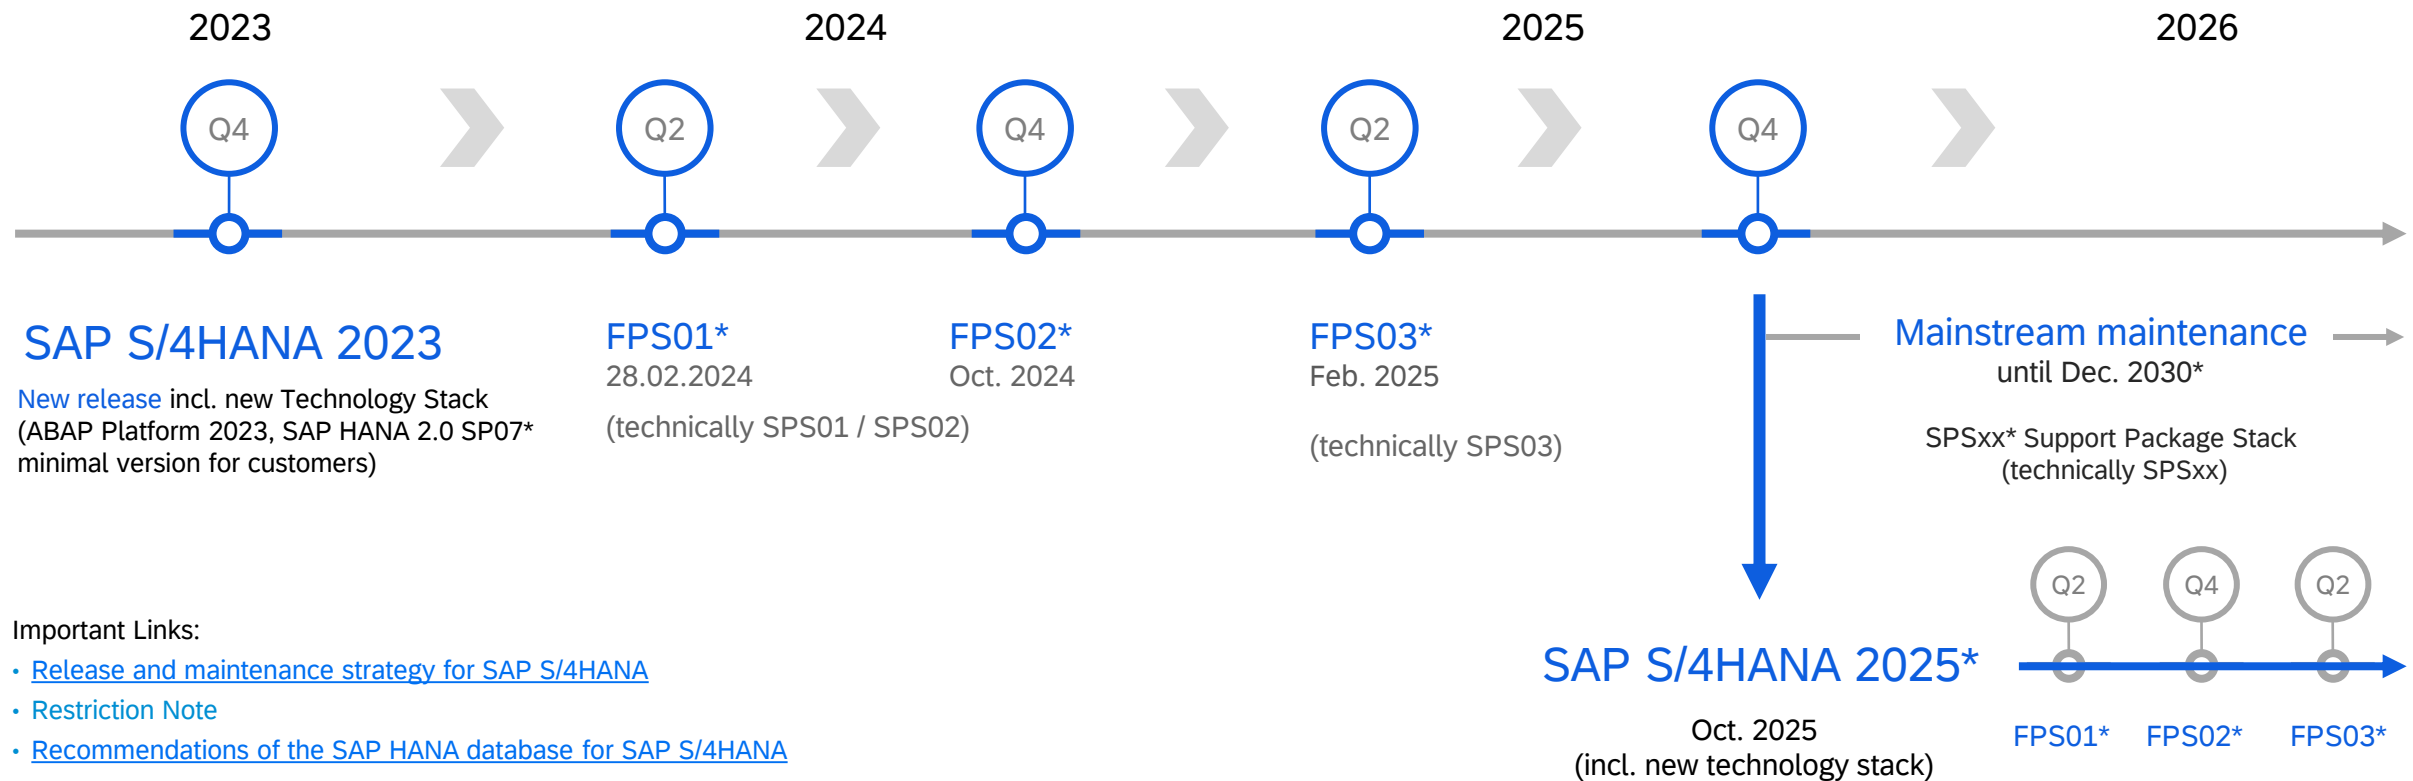 2023
2024
2025
2026
Q4
Q2
Q4
Q2
Q4
SAP S/4HANA 2023
New release incl. new Technology Stack
(ABAP Platform 2023, SAP HANA 2.0 SP07*
minimal version for customers)
FPS01*
28.02.2024
(technically SPS01 / SPS02)
FPS02*
Oct. 2024
FPS03*
Feb. 2025
(technically SPS03)
Mainstream maintenance
until Dec. 2030*
SPSxx* Support Package Stack
(technically SPSxx)
Q2
Q4
Q2
SAP S/4HANA 2025*
Oct. 2025
(incl. new technology stack)
FPS01*
FPS02*
FPS03*
Important Links:
• Release and maintenance strategy for SAP S/4HANA
• Restriction Note
• Recommendations of the SAP HANA database for SAP S/4HANA